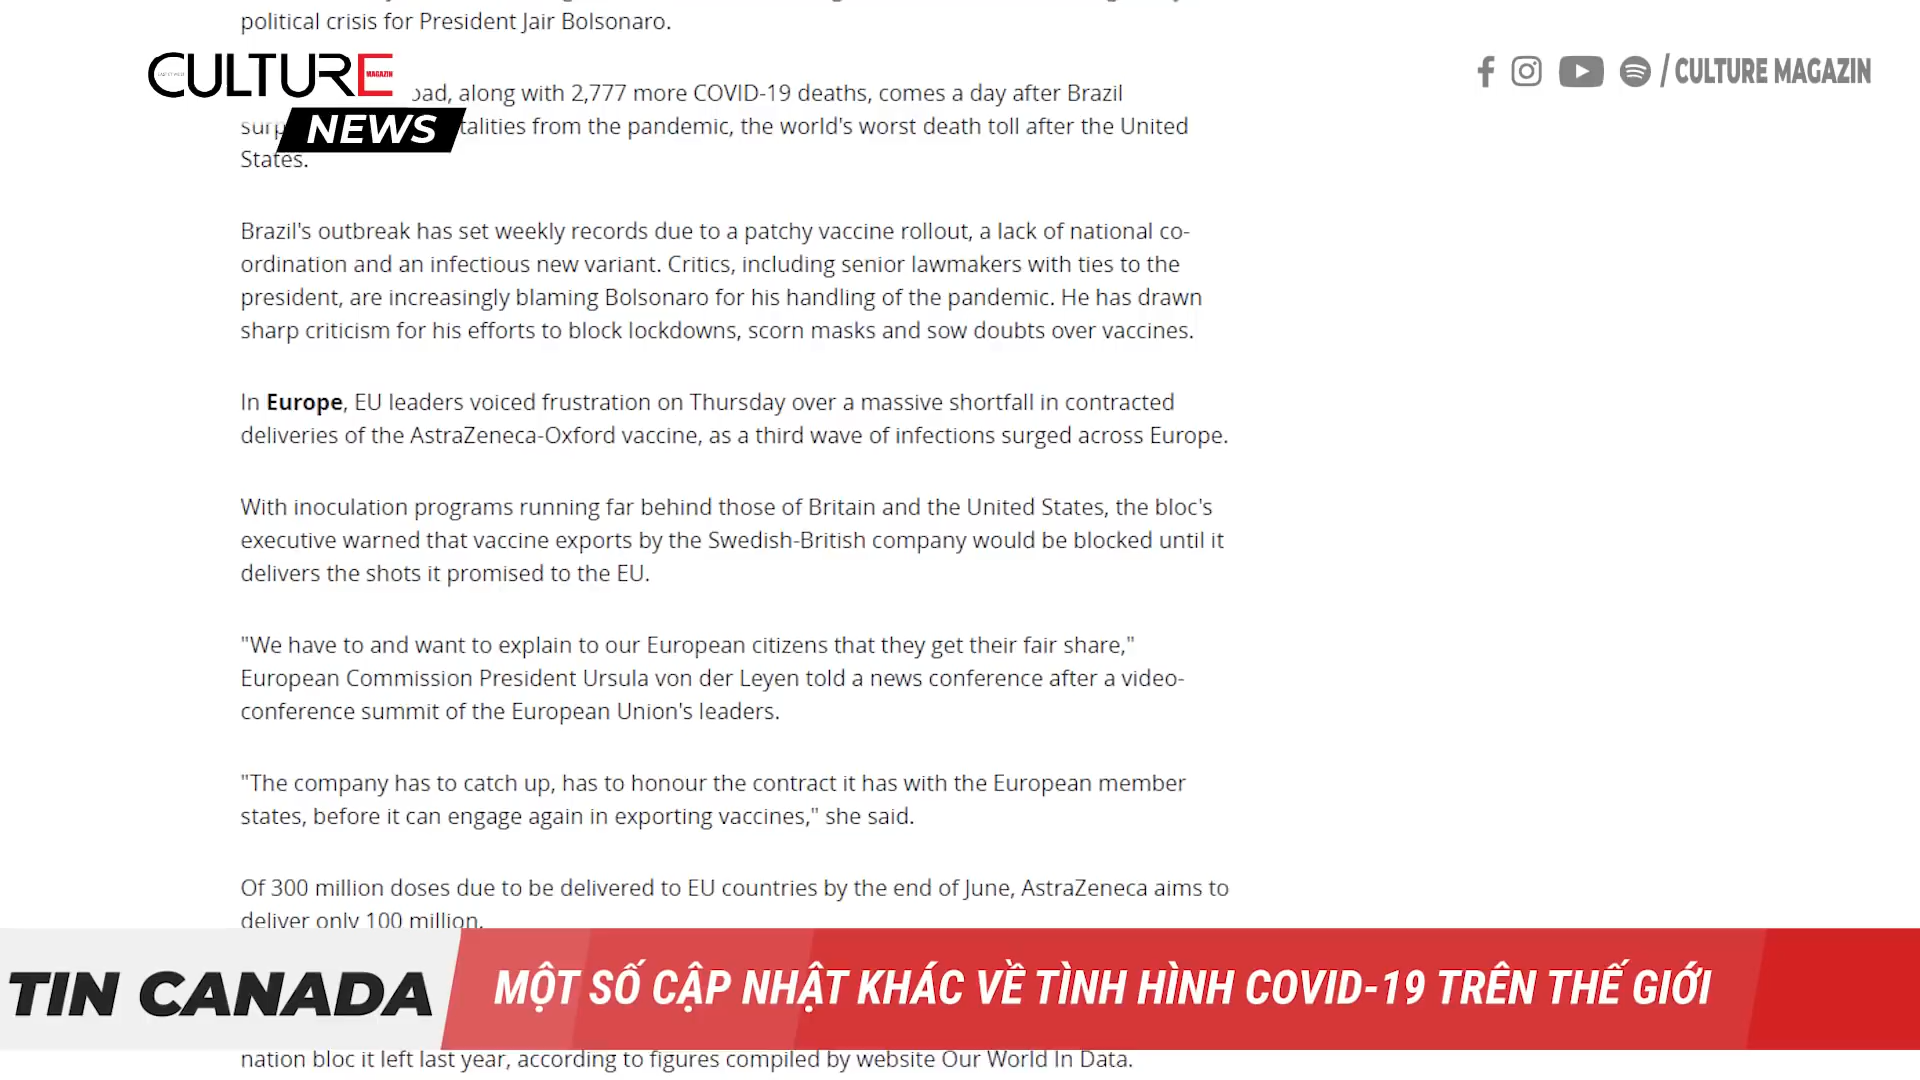 political crisis for President Jair Bolsonaro.
CULTURE
MAGAZIN
NEWS
/ CULTURE MAGAZIN
along with 2,777 more COVID-19 deaths, comes a day after Brazil
from the pandemic, the world's worst death toll after the United
States.
Brazil's outbreak has set weekly records due to a patchy vaccine rollout, a lack of national co-
ordination and an infectious new variant. Critics, including senior lawmakers with ties to the
president, are increasingly blaming Bolsonaro for his handling of the pandemic. He has drawn
sharp criticism for his efforts to block lockdowns, scorn masks and sow doubts over vaccines.
In Europe, EU leaders voiced frustration on Thursday over a massive shortfall in contracted
deliveries of the AstraZeneca-Oxford vaccine, as a third wave of infections surged across Europe.
With inoculation programs running far behind those of Britain and the United States, the bloc's
executive warned that vaccine exports by the Swedish-British company would be blocked until it
delivers the shots it promised to the EU.
"We have to and want to explain to our European citizens that they get their fair share,"
European Commission President Ursula von der Leyen told a news conference after a video-
conference summit of the European Union's leaders.
"The company has to catch up, has to honour the contract it has with the European member
states, before it can engage again in exporting vaccines," she said.
Of 300 million doses due to be delivered to EU countries by the end of June, AstraZeneca aims to
deliver only 100 million.
TIN CANADA
MỘT SỐ CẬP NHẬT KHÁC VỀ TÌNH HÌNH COVID-19 TRÊN THẾ GIỚI
nation bloc it left last year, according to figures compiled by website Our World In Data.